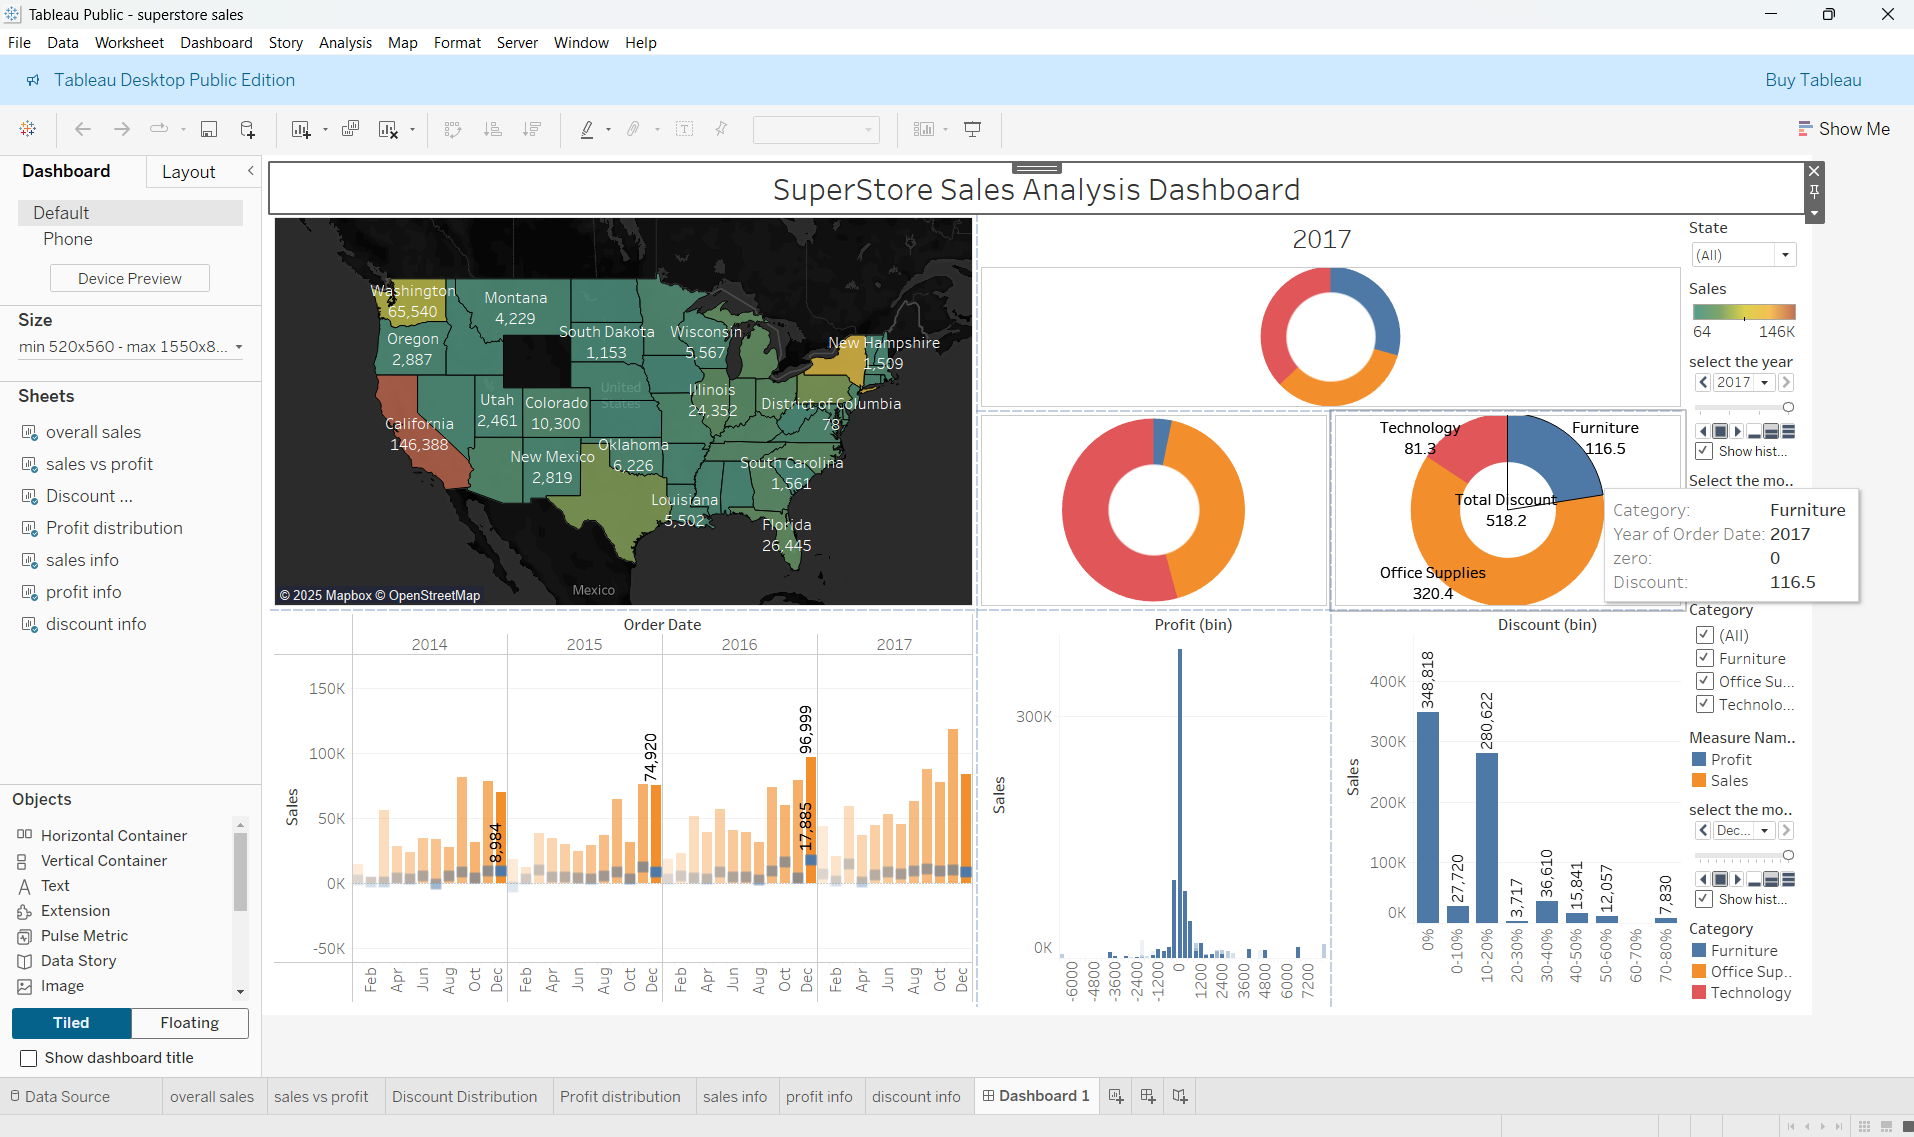 Tableau Public - superstore sales
File Data Worksheet Dashboard Story Analysis Map Format Server Window Help
Tableau Desktop Public Edition
Buy Tableau
Show Me
Dashboard
Layout
Default
Phone
Device Preview
Size
min 520x560 - max 1550x8...
Sheets
overall sales
sales vs profit
Discount ...
Profit distribution
sales info
profit info
discount info
Objects
Horizontal Container
Vertical Container
Text
Extension
Pulse Metric
Data Story
Image
Tiled
Floating
Show dashboard title
SuperStore Sales Analysis Dashboard
Washington
65,540
Montana
4,229
Oregon
2,887
South Dakota
1,153
Wisconsin
5,567
New Hampshire
1,509
United
States
Utah
2,461
Colorado
10,300
Illinois
24,352
District of Columbia
78
California
146,388
New Mexico
2,819
Oklahoma
6,226
South Carolina
1,561
Louisiana
5,502
Florida
26,445
Mexico
© 2025 Mapbox © OpenStreetMap
2017
Technology
81.3
Furniture
116.5
Total Discount
518.2
Office Supplies
320.4
Category: Furniture
Year of Order Date: 2017
zero: 0
Discount: 116.5
State
(All)
Sales
64 146K
select the year
2017
Show hist...
Select the mo..
Category
(All)
Furniture
Office Su...
Technolo...
Measure Nam..
Profit
Sales
select the mo..
Dec...
Show hist...
Category
Furniture
Office Sup..
Technology
Order Date
2014 2015 2016 2017
Sales
150K
100K
50K
0K
-50K
8,984
74,920
96,999
17,885
Feb Apr Jun Aug Oct Dec Feb Apr Jun Aug Oct Dec Feb Apr Jun Aug Oct Dec Feb Apr Jun Aug Oct Dec
Profit (bin)
Sales
300K
0K
-6000 -4800 -3600 -2400 -1200 0 1200 2400 3600 4800 6000 7200
Discount (bin)
Sales
400K
300K
200K
100K
0K
348,818
27,720
280,622
3,717
36,610
15,841
12,057
7,830
0% 0-10% 10-20% 20-30% 30-40% 40-50% 50-60% 60-70% 70-80%
Data Source
overall sales
sales vs profit
Discount Distribution
Profit distribution
sales info
profit info
discount info
Dashboard 1